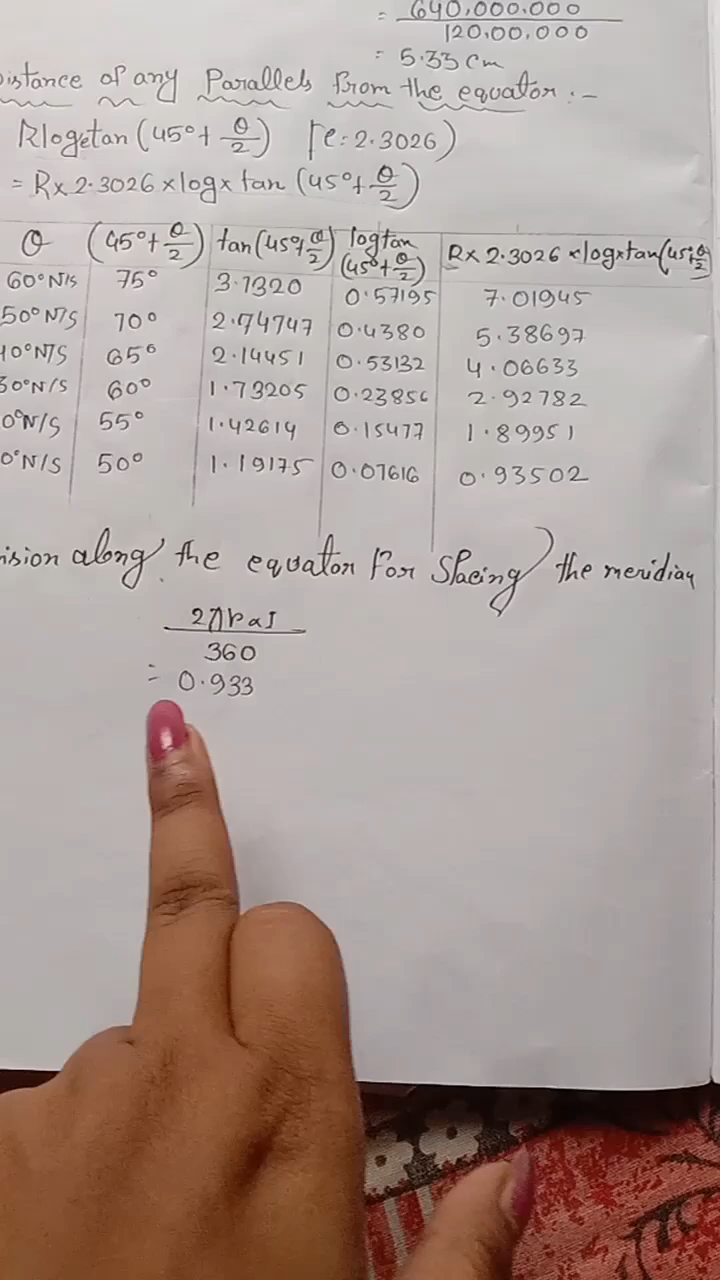 = 640,000,000
120,00,000
= 5.33 cm
istance of any Parallels from the equator :-
Rlogetan (45°+ θ/2) [e: 2.3026)
= R× 2.3026 × log× tan (45°+ θ/2)
θ (45°+ θ/2) tan(45°+ θ/2) logtan (45°+ θ/2) R× 2.3026 × log×tan(45+ θ/2)
60°N/S 75° 3.7320 0.57195 7.01945
50°N/S 70° 2.74747 0.4380 5.38697
40°N/S 65° 2.14451 0.53132 4.06633
30°N/S 60° 1.73205 0.23856 2.92782
0°N/S 55° 1.42614 0.15477 1.89951
0°N/S 50° 1.19175 0.07616 0.93502
ision along the equator for Spacing the meridian
2πR×I
360
= 0.933